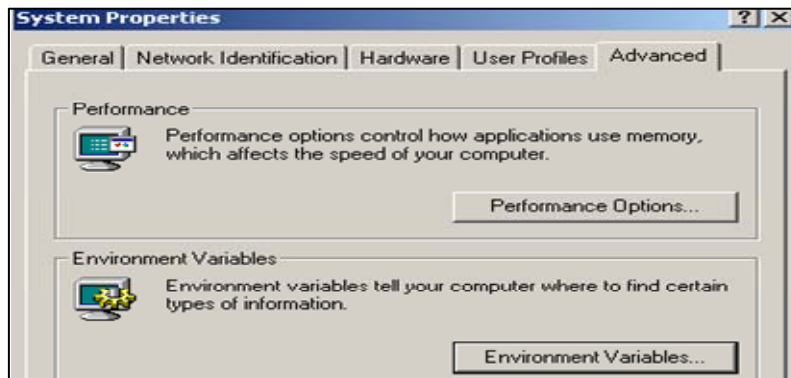 System Properties
General Network Identification Hardware User Profiles Advanced
Performance
Performance options control how applications use memory,
which affects the speed of your computer.
Performance Options...
Environment Variables
Environment variables tell your computer where to find certain
types of information.
Environment Variables...